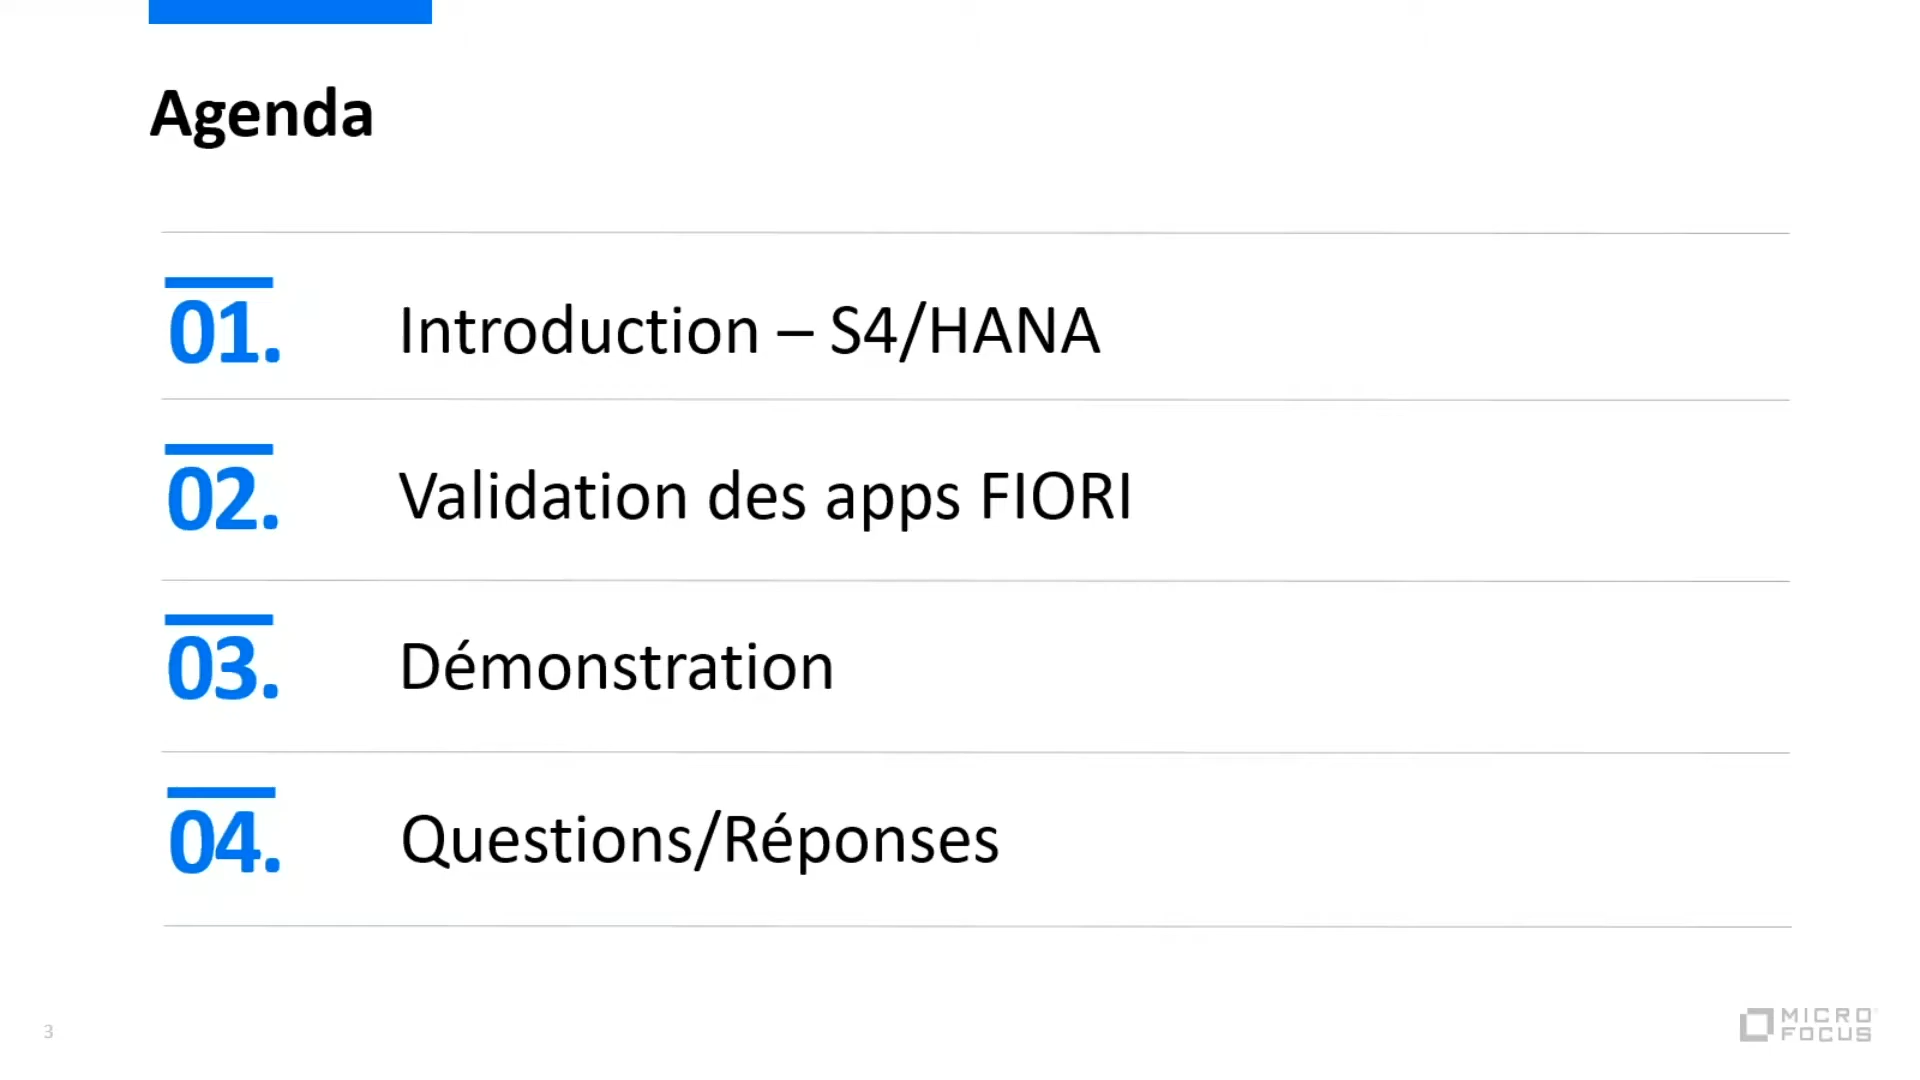 Agenda
01. Introduction – S4/HANA
02. Validation des apps FIORI
03. Démonstration
04. Questions/Réponses
3
MICRO
FOCUS